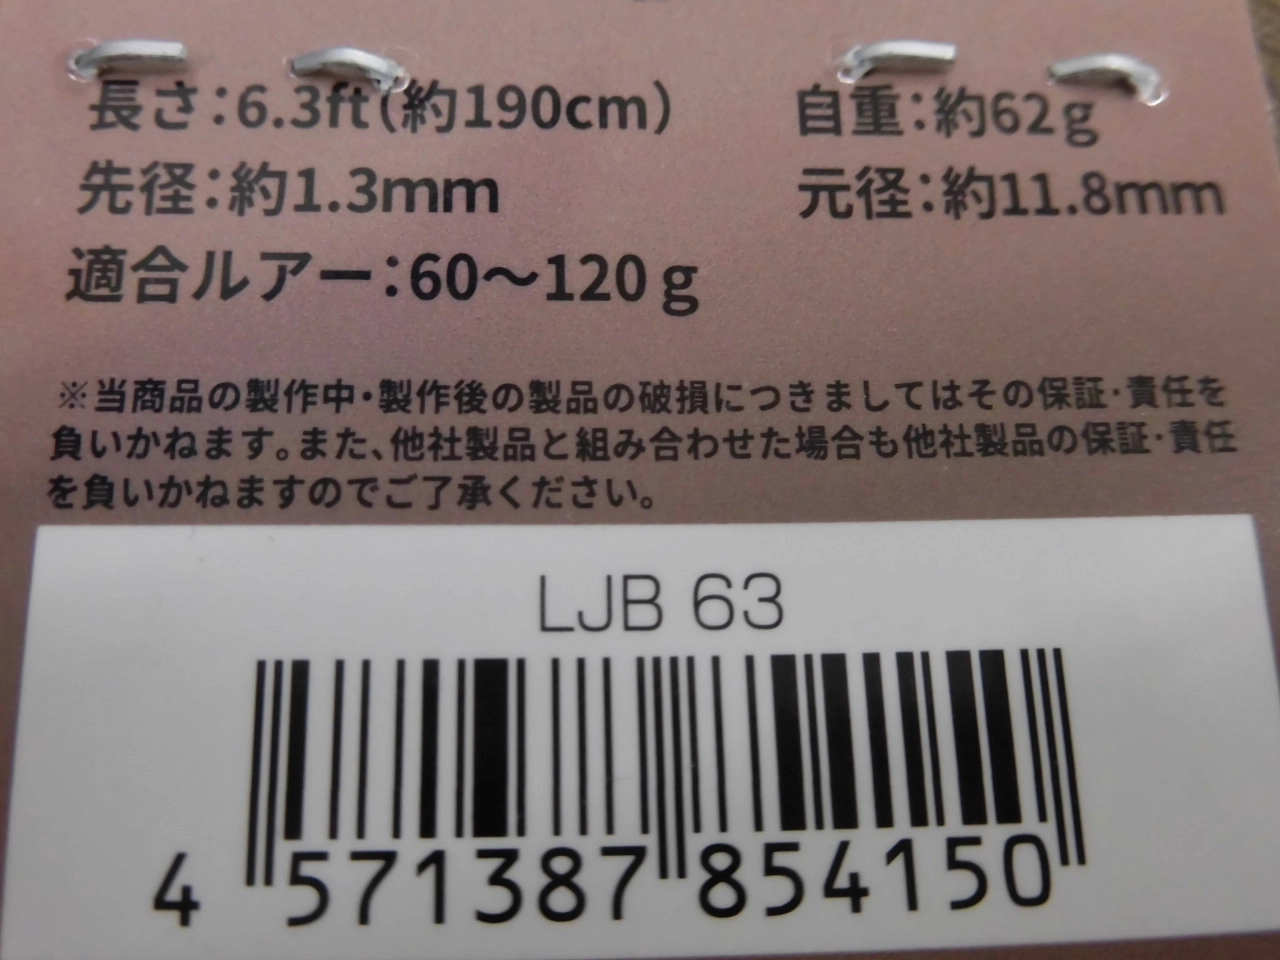 長さ：6.3ft（約190cm） 自重：約62g
先径：約1.3mm 元径：約11.8mm
適合ルアー：60～120g
※当商品の製作中・製作後の製品の破損につきましてはその保証・責任を
負いかねます。また、他社製品と組み合わせた場合も他社製品の保証・責任
を負いかねますのでご了承ください。
LJB 63
4 571387 854150